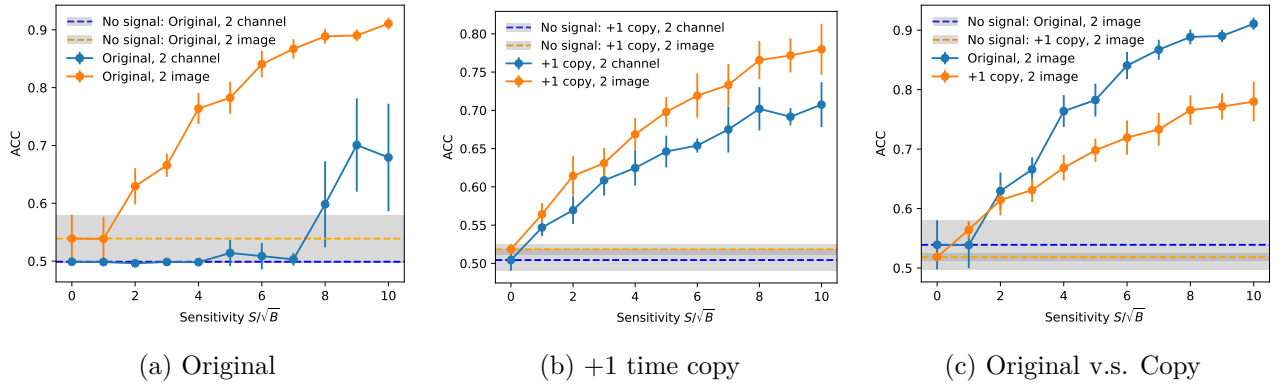 No signal: Original, 2 channel
No signal: Original, 2 image
Original, 2 channel
Original, 2 image
ACC
0.9
0.8
0.7
0.6
0.5
0 2 4 6 8 10
Sensitivity S/√B
(a) Original
No signal: +1 copy, 2 channel
No signal: +1 copy, 2 image
+1 copy, 2 channel
+1 copy, 2 image
ACC
0.80
0.75
0.70
0.65
0.60
0.55
0.50
0 2 4 6 8 10
Sensitivity S/√B
(b) +1 time copy
No signal: Original, 2 image
No signal: +1 copy, 2 image
Original, 2 image
+1 copy, 2 image
ACC
0.9
0.8
0.7
0.6
0.5
0 2 4 6 8 10
Sensitivity S/√B
(c) Original v.s. Copy